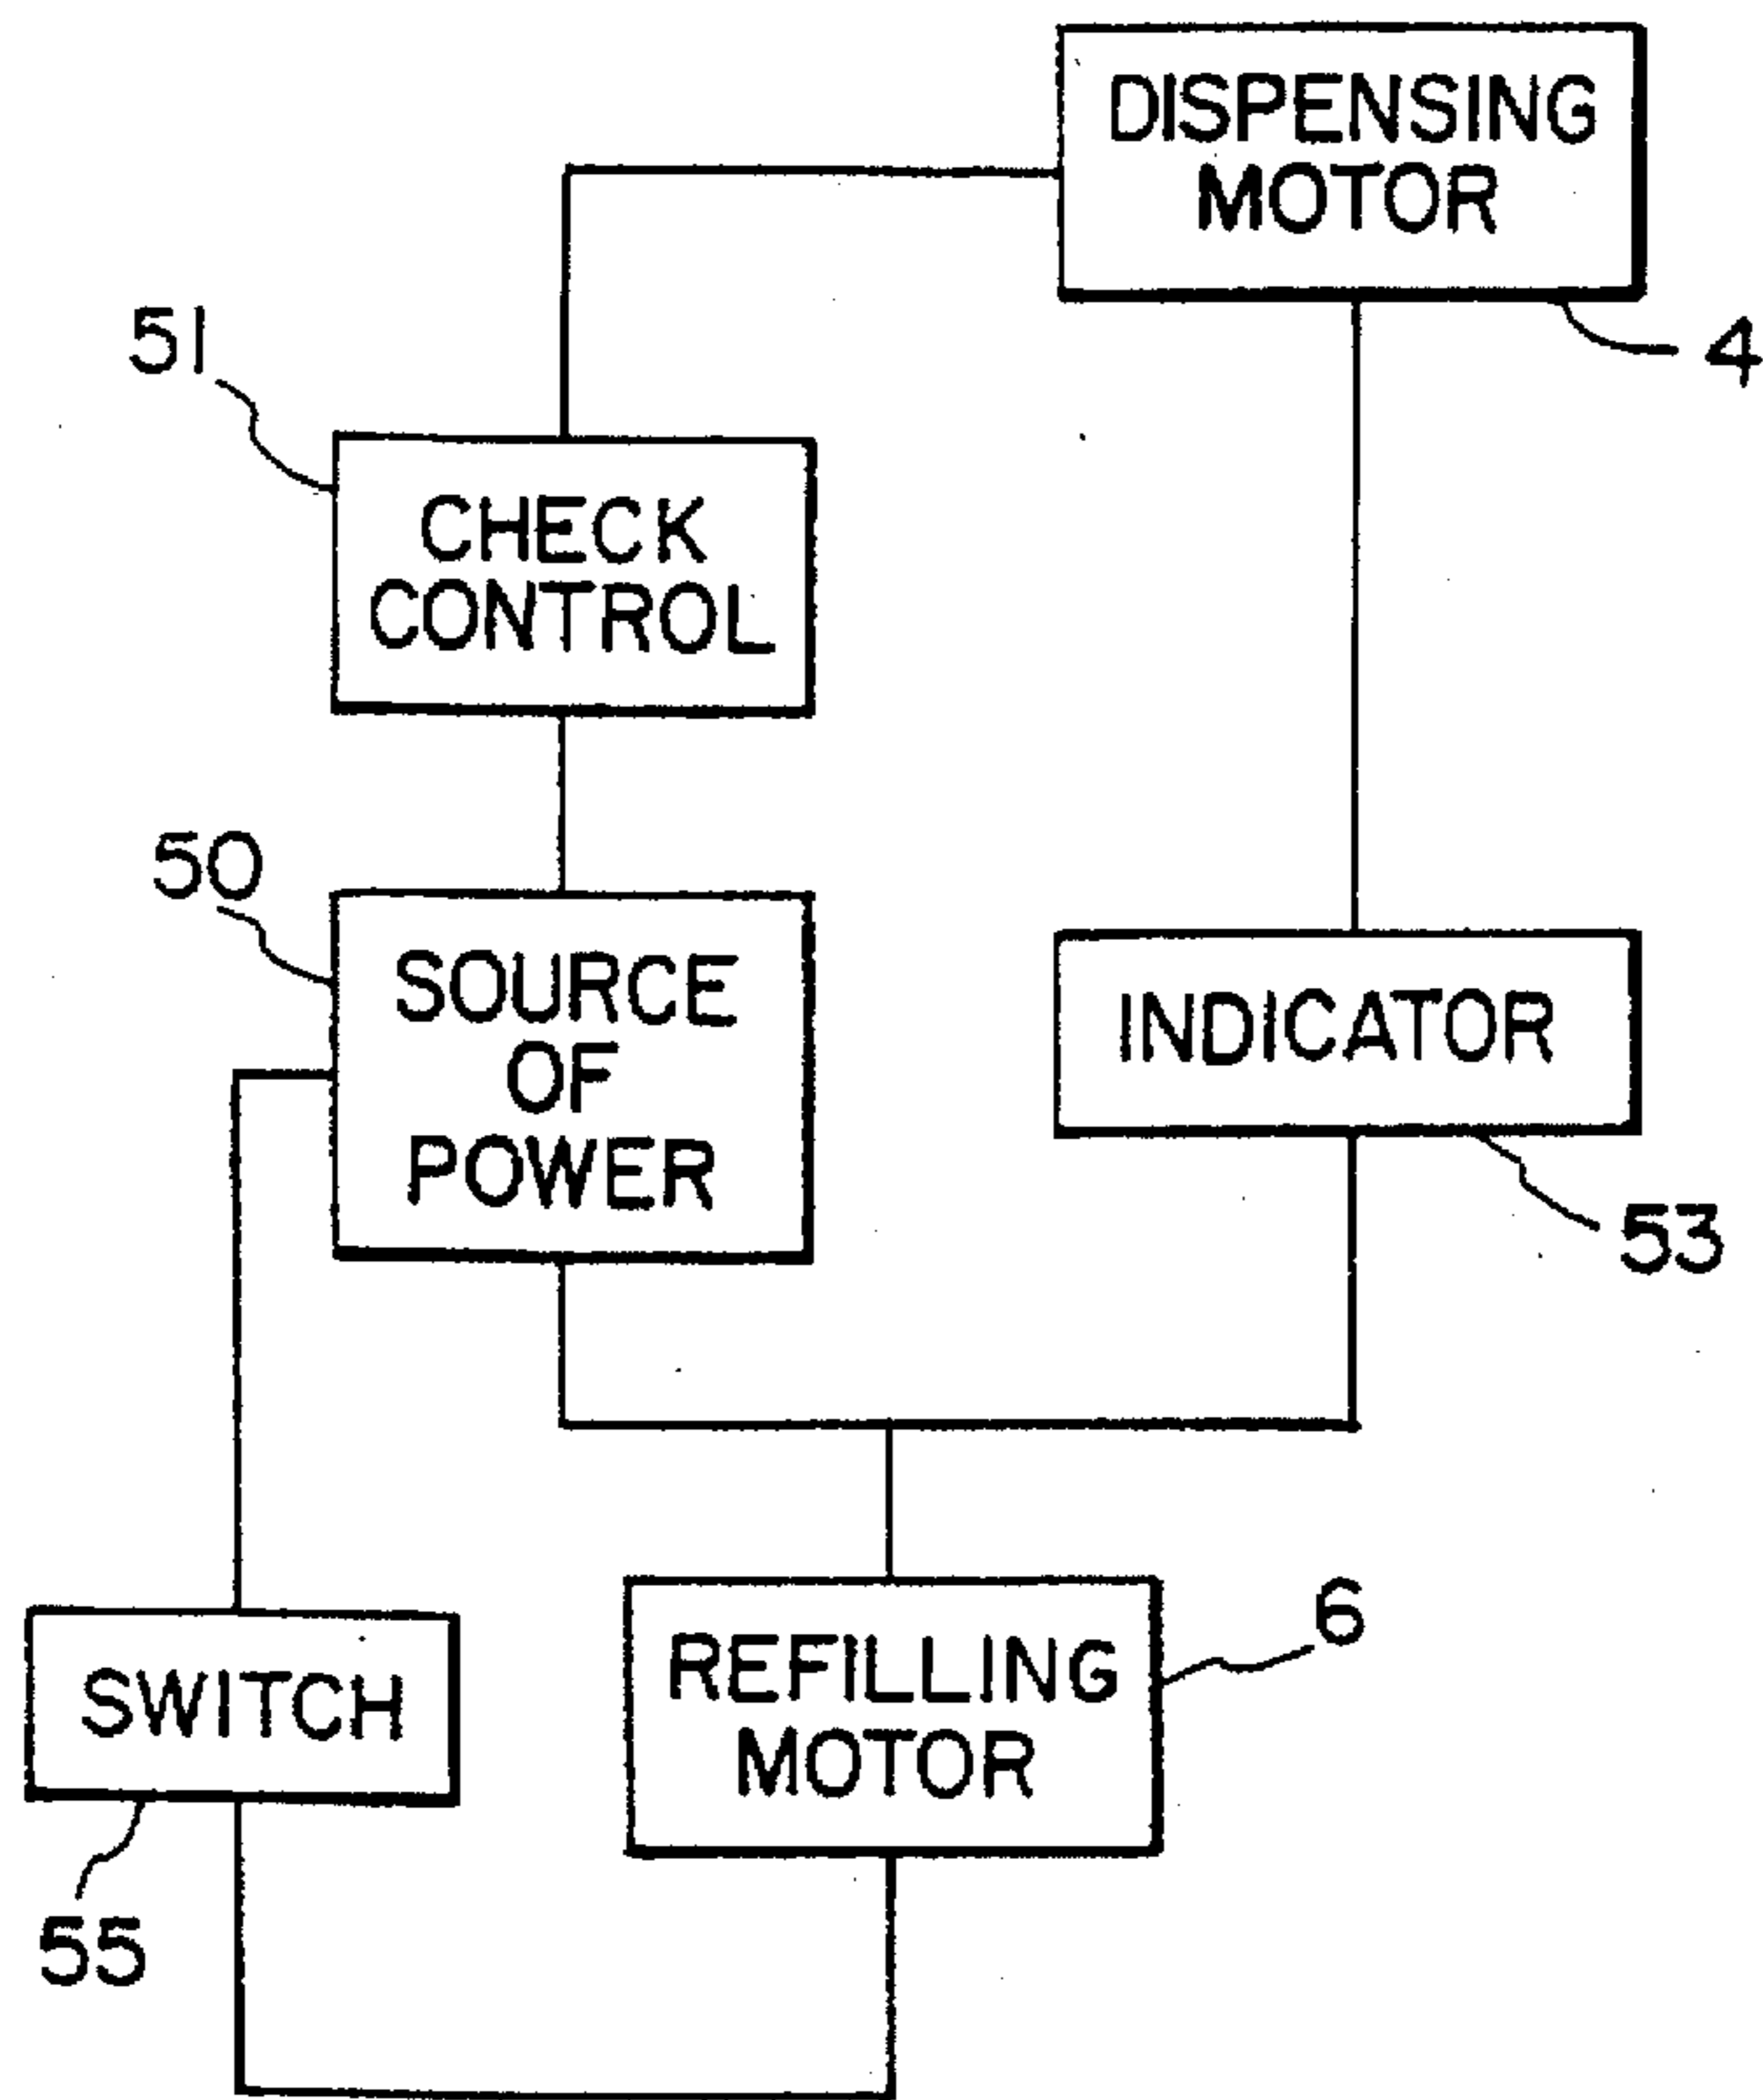 DISPENSING
MOTOR
4
51
CHECK
CONTROL
50
SOURCE
OF
POWER
INDICATOR
53
SWITCH
55
REFILLING
MOTOR
6